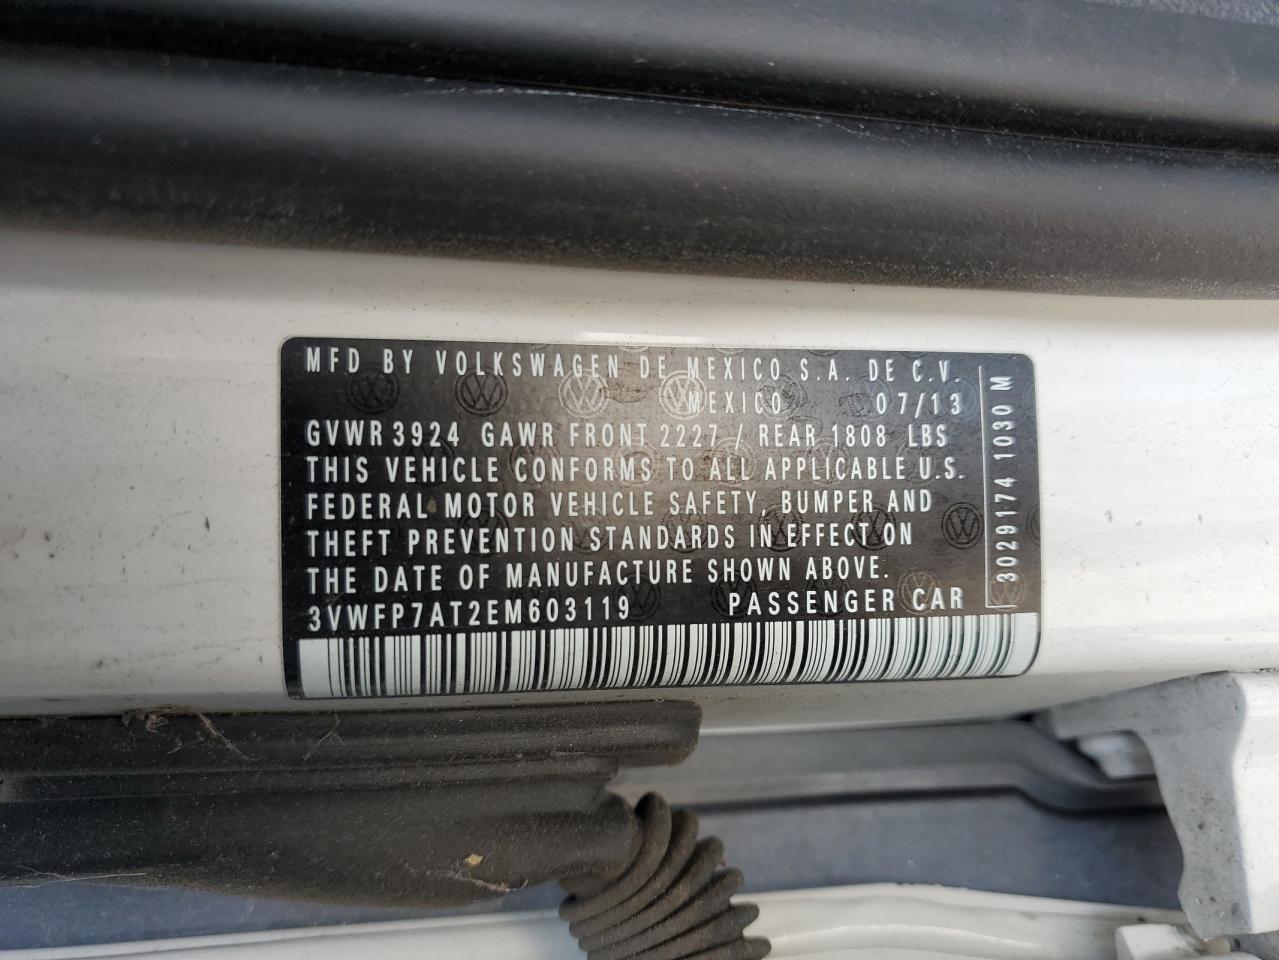 MFD BY VOLKSWAGEN DE MEXICO S.A. DE C.V.
MEXICO 07/13
GVWR 3924 GAWR FRONT 2227 / REAR 1808 LBS
THIS VEHICLE CONFORMS TO ALL APPLICABLE U.S.
FEDERAL MOTOR VEHICLE SAFETY, BUMPER AND
THEFT PREVENTION STANDARDS IN EFFECT ON
THE DATE OF MANUFACTURE SHOWN ABOVE.
3VWFP7AT2EM603119 PASSENGER CAR
3029174 1030 M